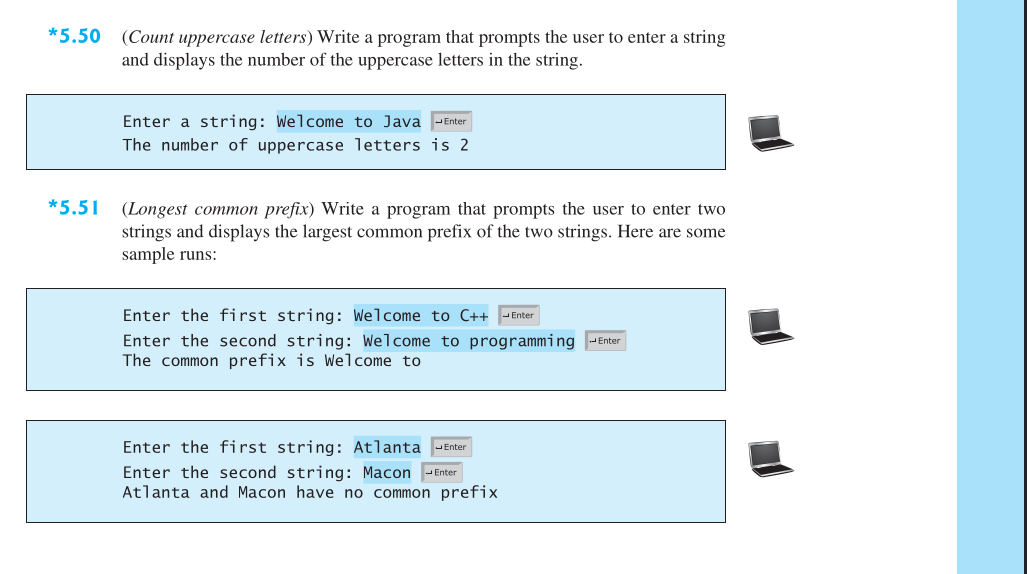 *5.50 (Count uppercase letters) Write a program that prompts the user to enter a string
and displays the number of the uppercase letters in the string.
Enter a string: Welcome to Java ↵Enter
The number of uppercase letters is 2
*5.51 (Longest common prefix) Write a program that prompts the user to enter two
strings and displays the largest common prefix of the two strings. Here are some
sample runs:
Enter the first string: Welcome to C++ ↵Enter
Enter the second string: Welcome to programming ↵Enter
The common prefix is Welcome to
Enter the first string: Atlanta ↵Enter
Enter the second string: Macon ↵Enter
Atlanta and Macon have no common prefix